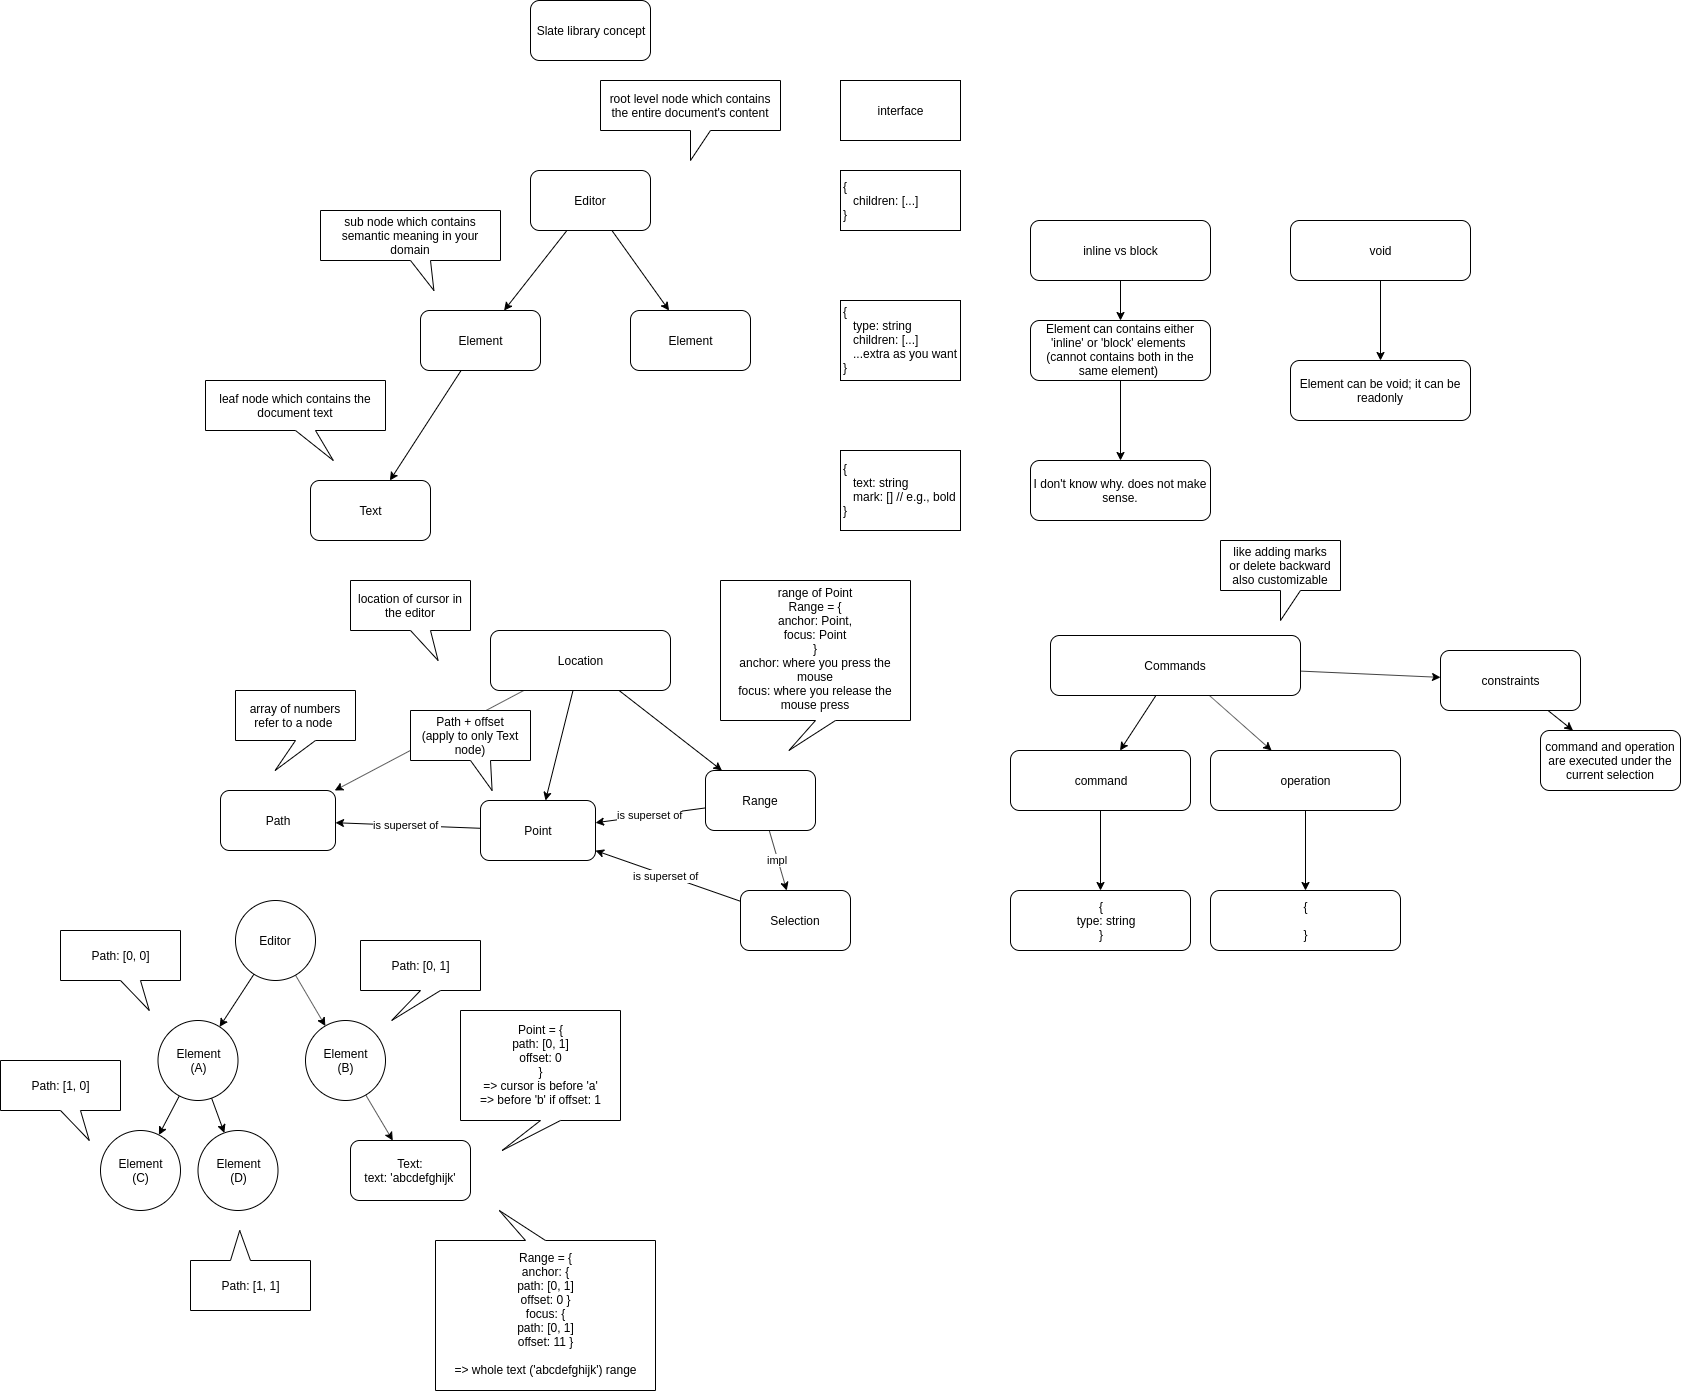 Slate library concept
root level node which contains
the entire document's content
interface
Editor
{
children: [...]
}
sub node which contains
semantic meaning in your
domain
inline vs block
void
Element
Element
{
type: string
children: [...]
...extra as you want
}
Element can contains either
'inline' or 'block' elements
(cannot contains both in the
same element)
Element can be void; it can be
readonly
leaf node which contains the
document text
Text
{
text: string
mark: [] // e.g., bold
}
I don't know why. does not make
sense.
like adding marks
or delete backward
also customizable
location of cursor in
the editor
Location
range of Point
Range = {
anchor: Point,
focus: Point
}
anchor: where you press the
mouse
focus: where you release the
mouse press
Commands
constraints
array of numbers
refer to a node
Path + offset
(apply to only Text
node)
command and operation
are executed under the
current selection
command
operation
Path
is superset of
Point
is superset of
Range
impl
is superset of
Selection
{
type: string
}
{
}
Editor
Path: [0, 0]
Path: [0, 1]
Element
(A)
Element
(B)
Point = {
path: [0, 1]
offset: 0
}
=> cursor is before 'a'
=> before 'b' if offset: 1
Path: [1, 0]
Element
(C)
Element
(D)
Text:
text: 'abcdefghijk'
Path: [1, 1]
Range = {
anchor: {
path: [0, 1]
offset: 0 }
focus: {
path: [0, 1]
offset: 11 }
=> whole text ('abcdefghijk') range